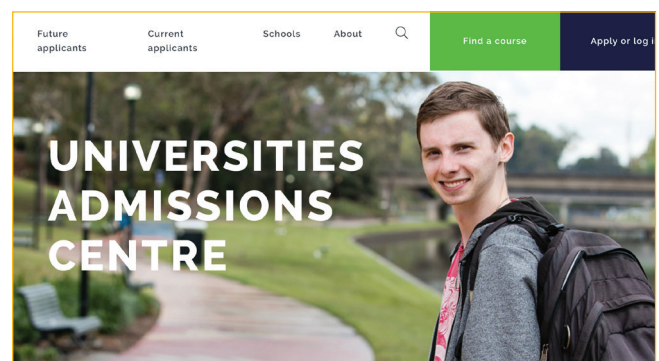 Future
applicants
Current
applicants
Schools
About
Find a course
Apply or log i
UNIVERSITIES
ADMISSIONS
CENTRE